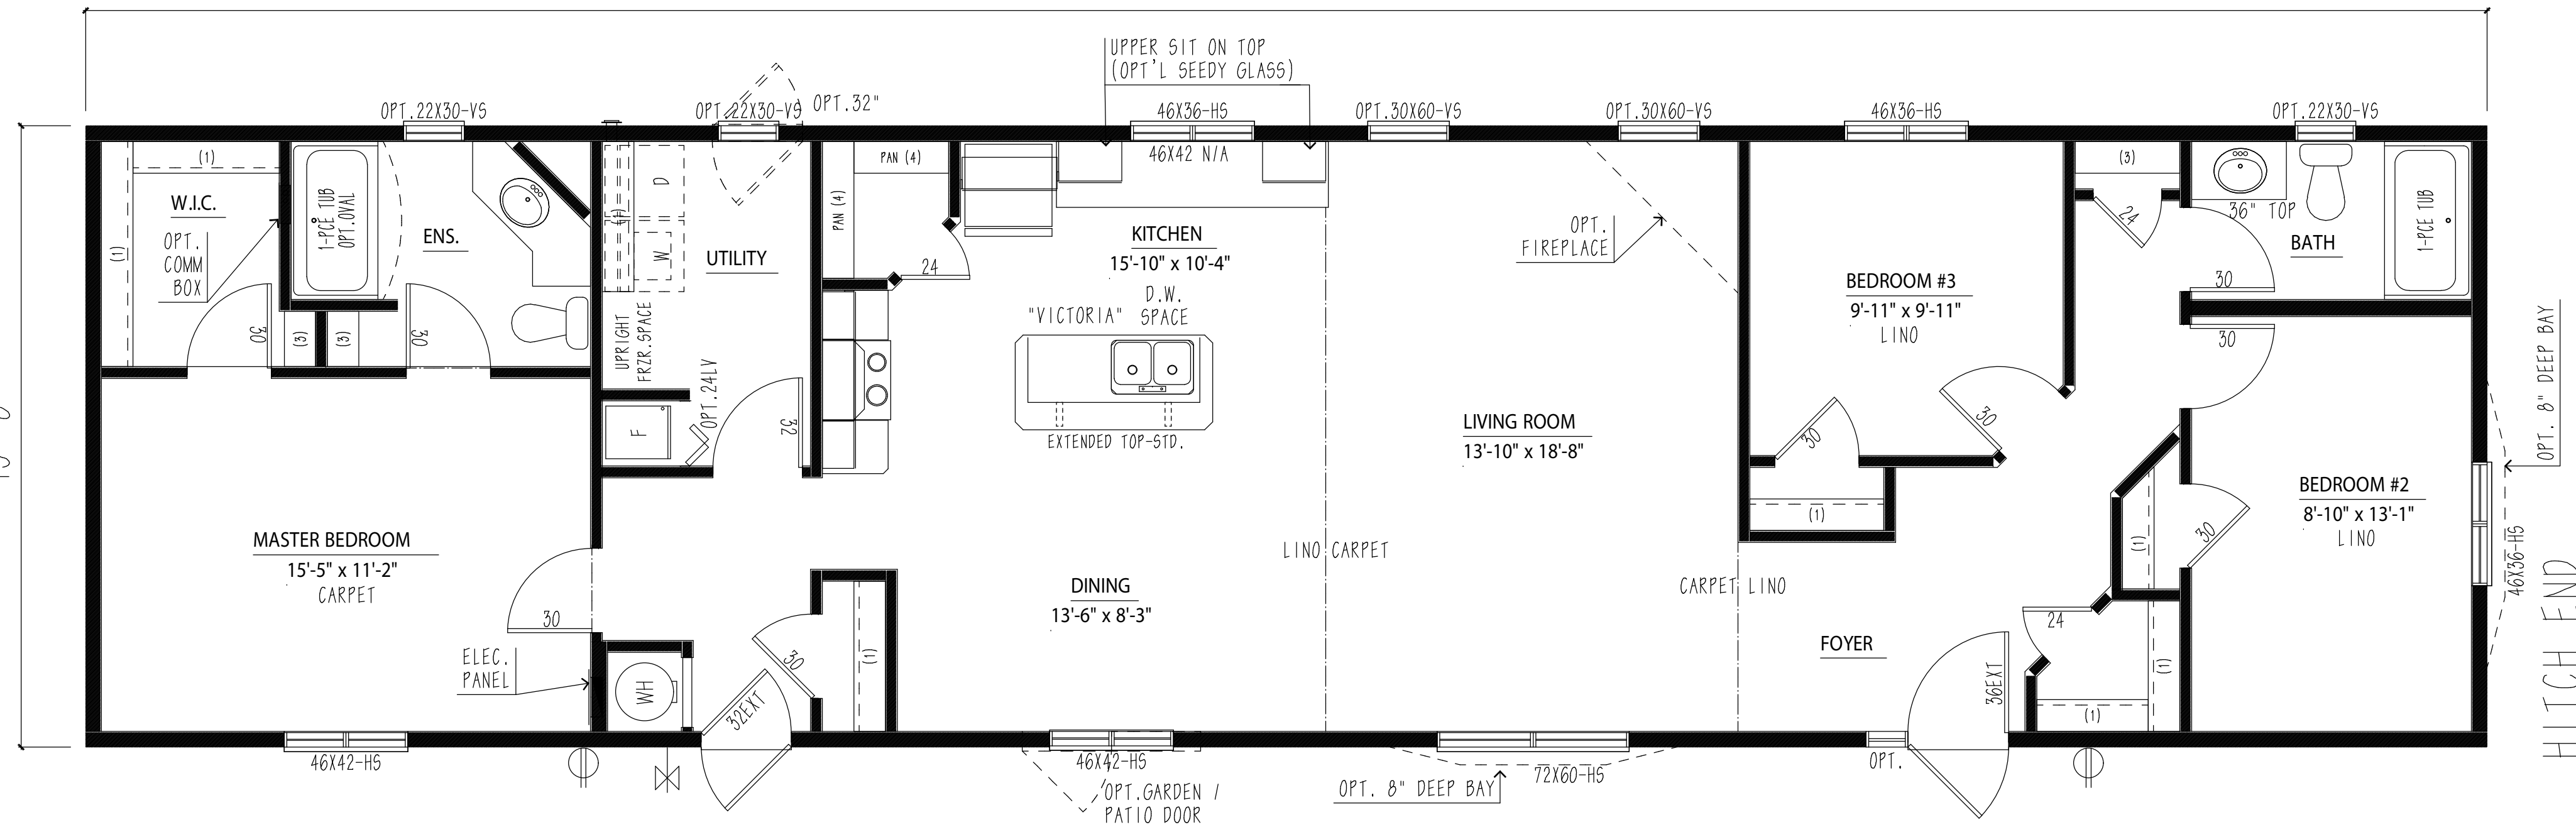 UPPER SIT ON TOP
(OPT'L SEEDY GLASS)
OPT.22X30-VS
OPT.22X30-VS
OPT.32"
46X36-HS
OPT.30X60-VS
OPT.30X60-VS
46X36-HS
OPT.22X30-VS
(1)
W.I.C.
(1)
OPT.
COMM
BOX
30
(3)
(3)
1-PCE TUB
OPT.OVAL
ENS.
30
(1)
D
W
UTILITY
UPRIGHT
FRZR.SPACE
OPT.24LV
F
32
PAN (4)
PAN (4)
24
46X42 N/A
KITCHEN
15'-10" x 10'-4"
D.W.
"VICTORIA" SPACE
EXTENDED TOP-STD.
OPT.
FIREPLACE
LIVING ROOM
13'-10" x 18'-8"
BEDROOM #3
9'-11" x 9'-11"
LINO
30
30
(1)
(3)
24
36" TOP
BATH
1-PCE TUB
30
30
BEDROOM #2
8'-10" x 13'-1"
LINO
30
(1)
OPT. 8" DEEP BAY
46X36-HS
HITCH END
MASTER BEDROOM
15'-5" x 11'-2"
CARPET
30
ELEC.
PANEL
WH
32EXT
30
(1)
DINING
13'-6" x 8'-3"
LINO CARPET
CARPET LINO
FOYER
36EXT
24
(1)
(1)
46X42-HS
46X42-HS
OPT.GARDEN /
PATIO DOOR
OPT. 8" DEEP BAY
72X60-HS
OPT.